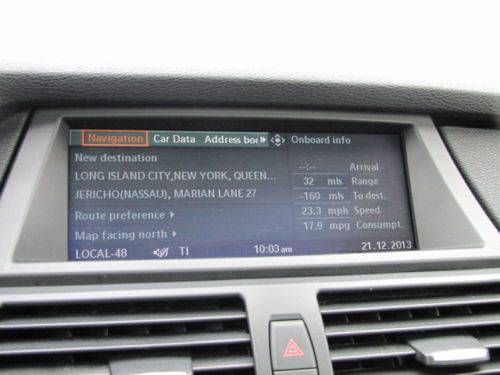 Navigation Car Data Address boo Onboard info
New destination
LONG ISLAND CITY,NEW YORK, QUEEN...
JERICHO(NASSAU), MARIAN LANE 27
Route preference
Map facing north
--:-- Arrival
32 mls Range
-160 mls To dest.
23.3 mph Speed
17.9 mpg Consumpt.
LOCAL-48 TI 10:03 am 21.12.2013